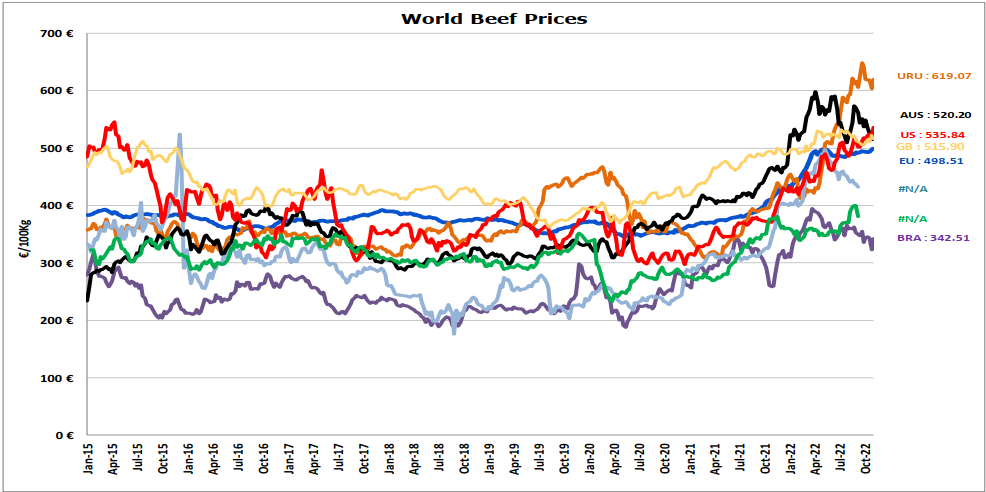 World Beef Prices
700 €
600 €
500 €
400 €
300 €
200 €
100 €
0 €
€/100Kg
Jan-15
Apr-15
Jul-15
Oct-15
Jan-16
Apr-16
Jul-16
Oct-16
Jan-17
Apr-17
Jul-17
Oct-17
Jan-18
Apr-18
Jul-18
Oct-18
Jan-19
Apr-19
Jul-19
Oct-19
Jan-20
Apr-20
Jul-20
Oct-20
Jan-21
Apr-21
Jul-21
Oct-21
Jan-22
Apr-22
Jul-22
Oct-22
URU : 619.07
AUS : 520.20
US : 535.84
GB : 515.90
EU : 498.51
#N/A
#N/A
BRA : 342.51